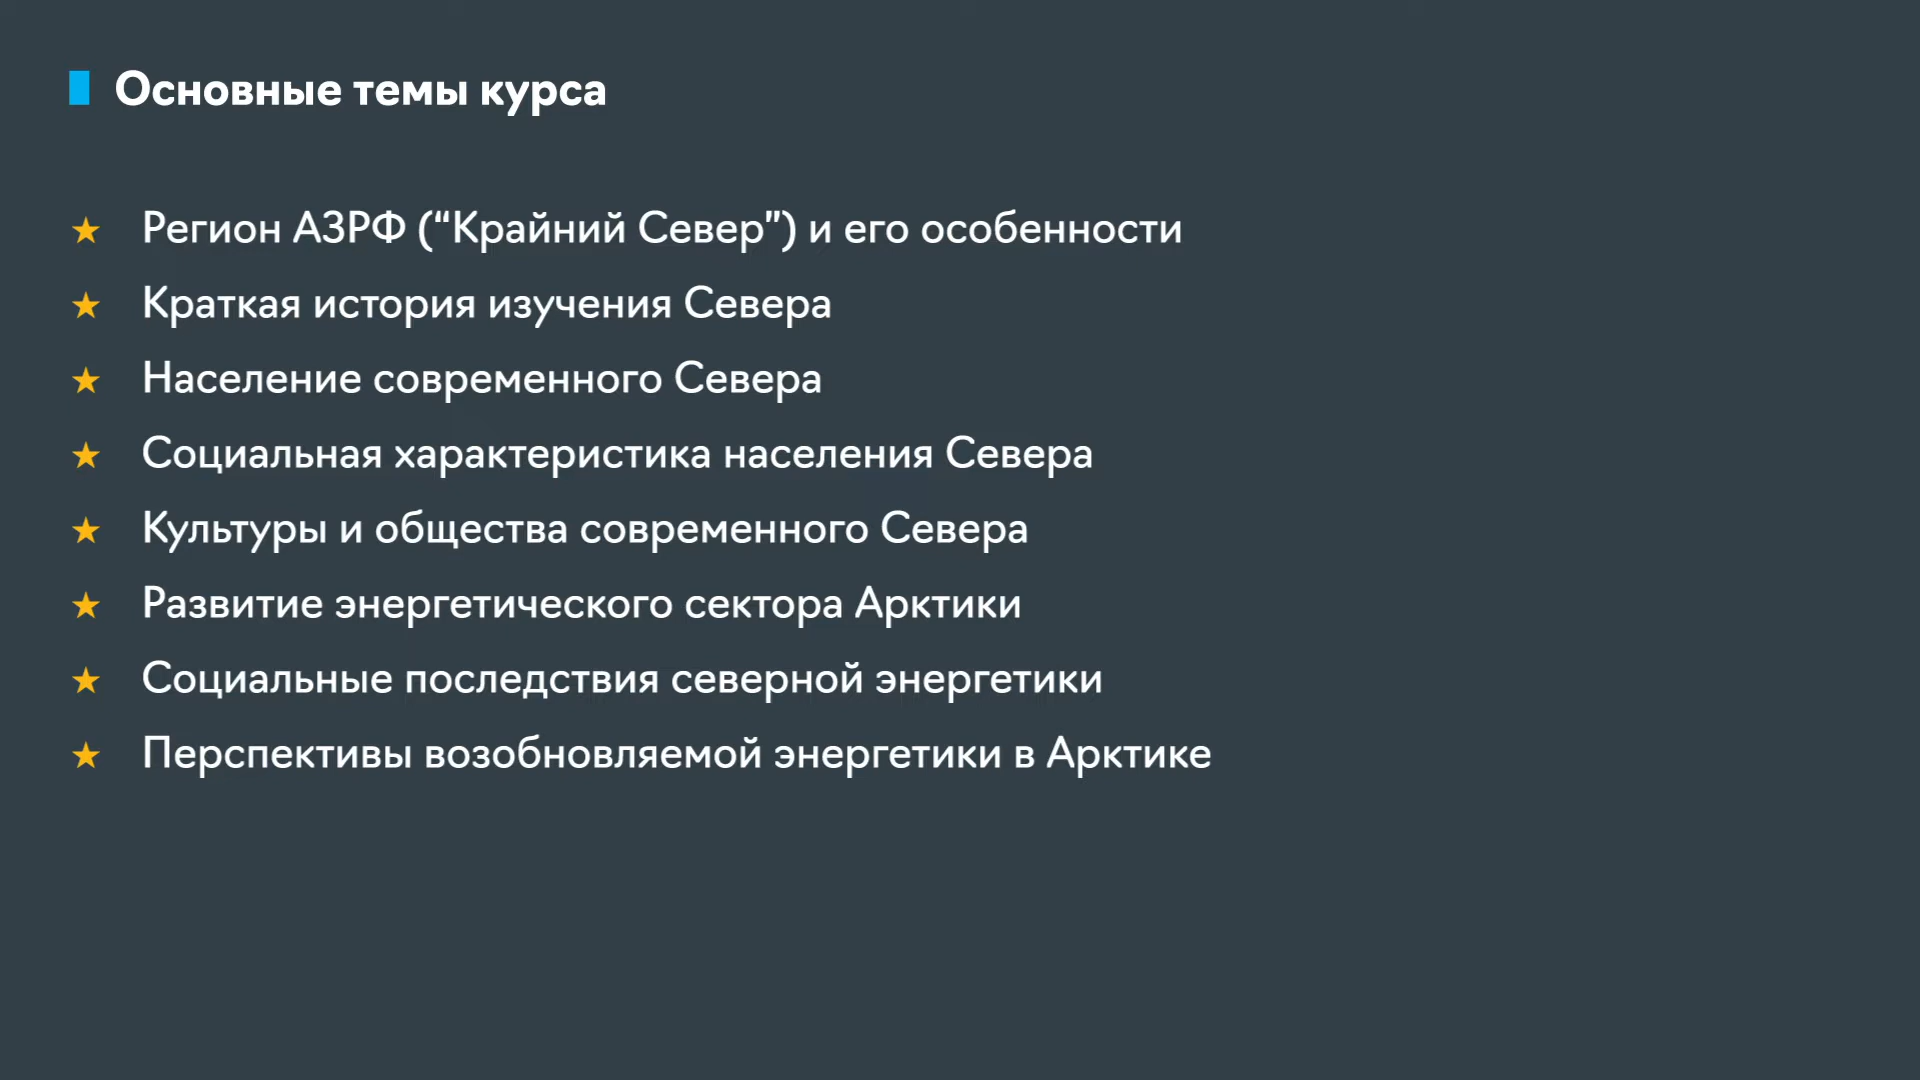 Основные темы курса
★ Регион АЗРФ (“Крайний Север”) и его особенности
★ Краткая история изучения Севера
★ Население современного Севера
★ Социальная характеристика населения Севера
★ Культуры и общества современного Севера
★ Развитие энергетического сектора Арктики
★ Социальные последствия северной энергетики
★ Перспективы возобновляемой энергетики в Арктике